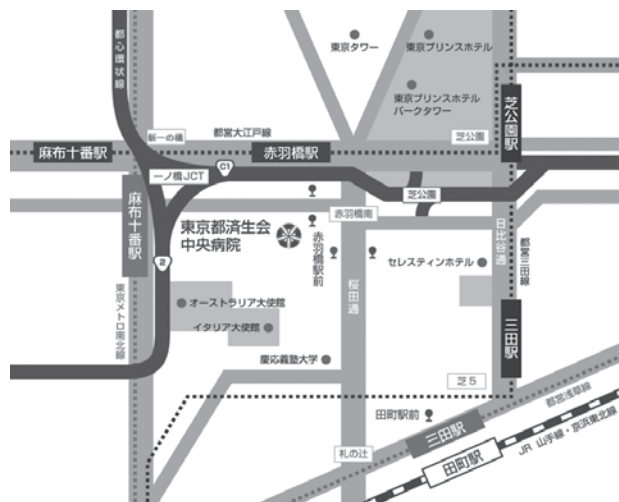 都心環状線
東京タワー
東京プリンスホテル
東京プリンスホテル
パークタワー
新一の橋
都営大江戸線
芝公園
芝公園駅
麻布十番駅
赤羽橋駅
一ノ橋JCT
C1
芝公園
麻布十番駅
赤羽橋南
東京都済生会
中央病院
赤羽橋駅前
日比谷通
都営三田線
2
セレスティンホテル
桜田通
東京メトロ南北線
オーストラリア大使館
イタリア大使館
三田駅
慶応義塾大学
芝5
都営浅草線
田町駅前
三田駅
札の辻
田町駅
JR 山手線・京浜東北線